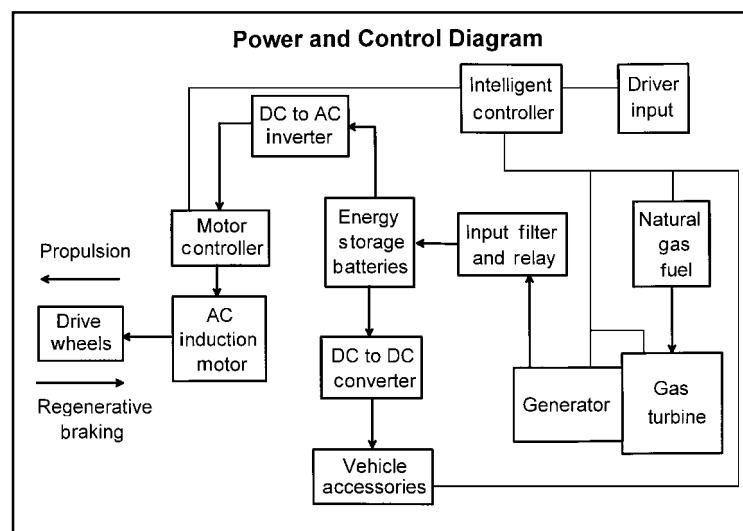 Power and Control Diagram
Intelligent
controller
Driver
input
DC to AC
inverter
Motor
controller
Energy
storage
batteries
Input filter
and relay
Natural
gas
fuel
Propulsion
Drive
wheels
AC
induction
motor
Regenerative
braking
DC to DC
converter
Generator
Gas
turbine
Vehicle
accessories